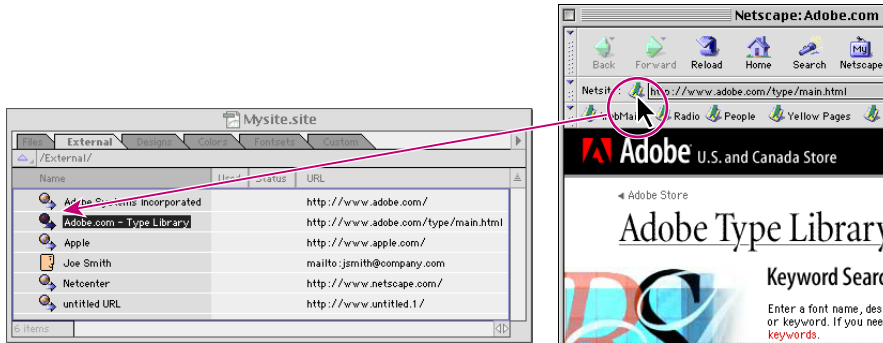 Netscape: Adobe.com
Back Forward Reload Home Search Netscape
Netsite: http://www.adobe.com/type/main.html
WebMail Radio People Yellow Pages
Adobe U.S. and Canada Store
Adobe Store
Adobe Type Library
Keyword Searc
Enter a font name, des
or keyword. If you nee
keywords.
Mysite.site
Files External Designs Colors Fontsets Custom
/External/
Name Used Status URL
Adobe Systems Incorporated http://www.adobe.com/
Adobe.com - Type Library http://www.adobe.com/type/main.html
Apple http://www.apple.com/
Joe Smith mailto:jsmith@company.com
Netcenter http://www.netscape.com/
untitled URL http://www.untitled.1/
6 items